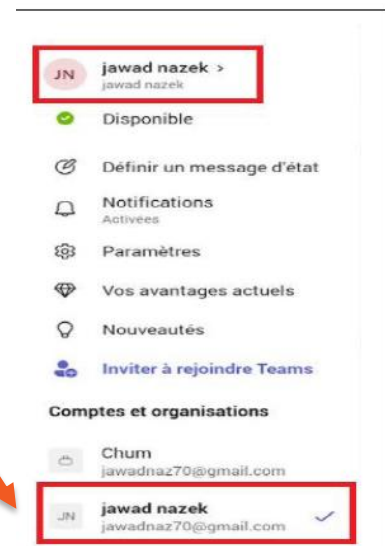 JN jawad nazek >
jawad nazek
Disponible
Définir un message d'état
Notifications
Activées
Paramètres
Vos avantages actuels
Nouveautés
Inviter à rejoindre Teams
Comptes et organisations
Chum
jawadnaz70@gmail.com
JN jawad nazek
jawadnaz70@gmail.com